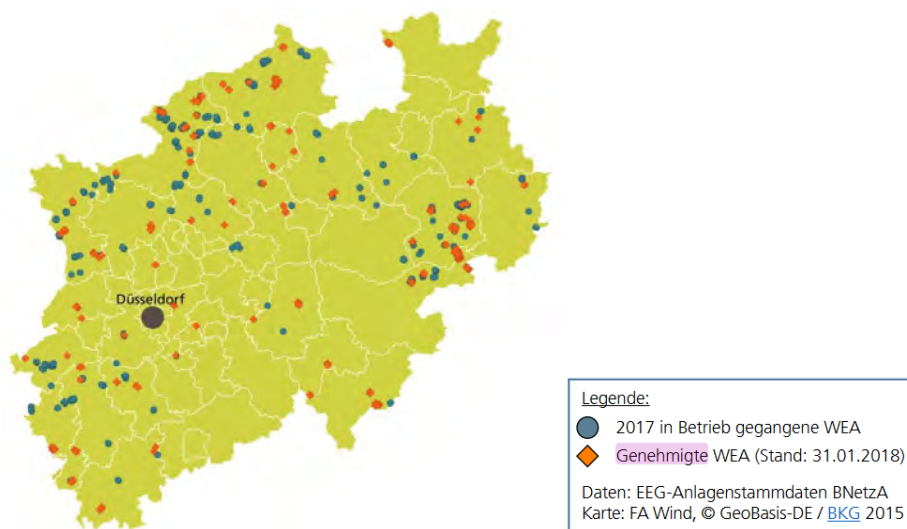 Düsseldorf
Legende:
2017 in Betrieb gegangene WEA
Genehmigte WEA (Stand: 31.01.2018)
Daten: EEG-Anlagenstammdaten BNetzA
Karte: FA Wind, © GeoBasis-DE / BKG 2015